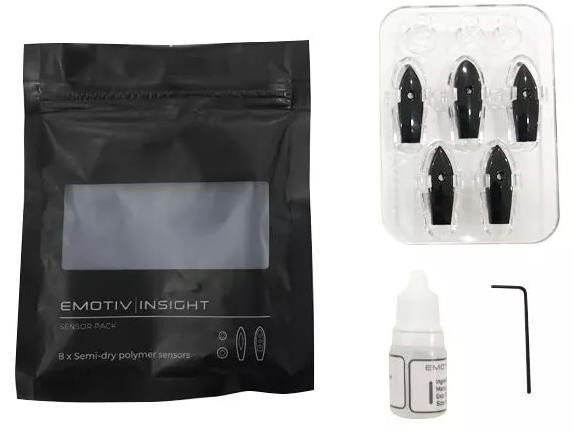 EMOTIV|INSIGHT
SENSOR PACK
8 x Semi-dry polymer sensors
EMOTIV